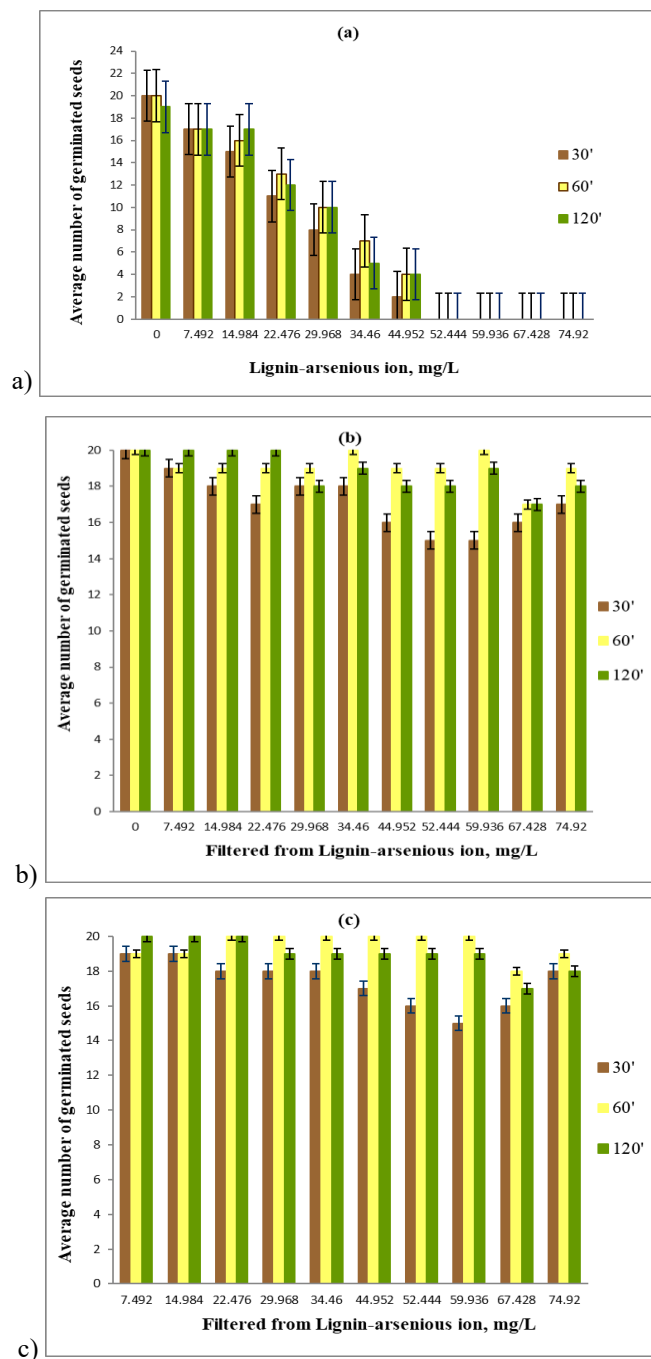 (a)
24
22
20
18
16
14
12
10
8
6
4
2
0
Average number of germinated seeds
30'
60'
120'
0 7.492 14.984 22.476 29.968 34.46 44.952 52.444 59.936 67.428 74.92
Lignin-arsenious ion, mg/L
a)
(b)
20
18
16
14
12
10
8
6
4
2
0
Average number of germinated seeds
30'
60'
120'
0 7.492 14.984 22.476 29.968 34.46 44.952 52.444 59.936 67.428 74.92
Filtered from Lignin-arsenious ion, mg/L
b)
(c)
20
18
16
14
12
10
8
6
4
2
0
Average number of germinated seeds
30'
60'
120'
7.492 14.984 22.476 29.968 34.46 44.952 52.444 59.936 67.428 74.92
Filtered from Lignin-arsenious ion, mg/L
c)